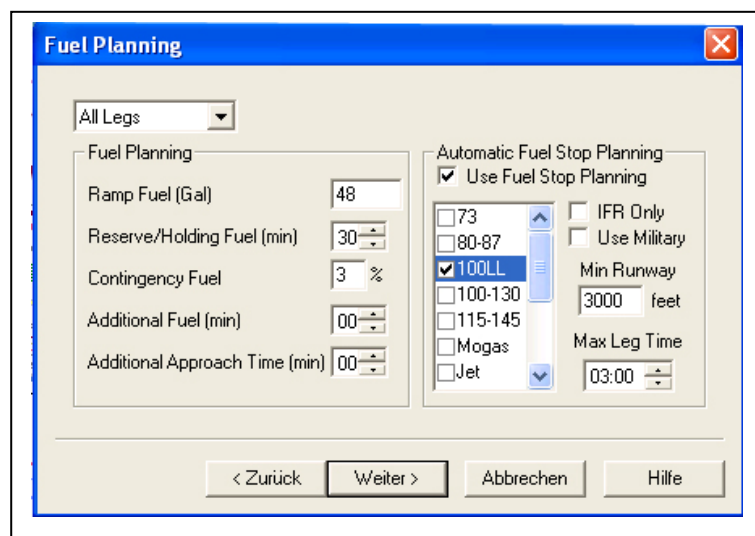 Fuel Planning
All Legs
Fuel Planning
Ramp Fuel (Gal) 48
Reserve/Holding Fuel (min) 30
Contingency Fuel 3 %
Additional Fuel (min) 00
Additional Approach Time (min) 00
Automatic Fuel Stop Planning
Use Fuel Stop Planning
73
80-87
100LL
100-130
115-145
Mogas
Jet
IFR Only
Use Military
Min Runway
3000 feet
Max Leg Time
03:00
< Zurück Weiter > Abbrechen Hilfe